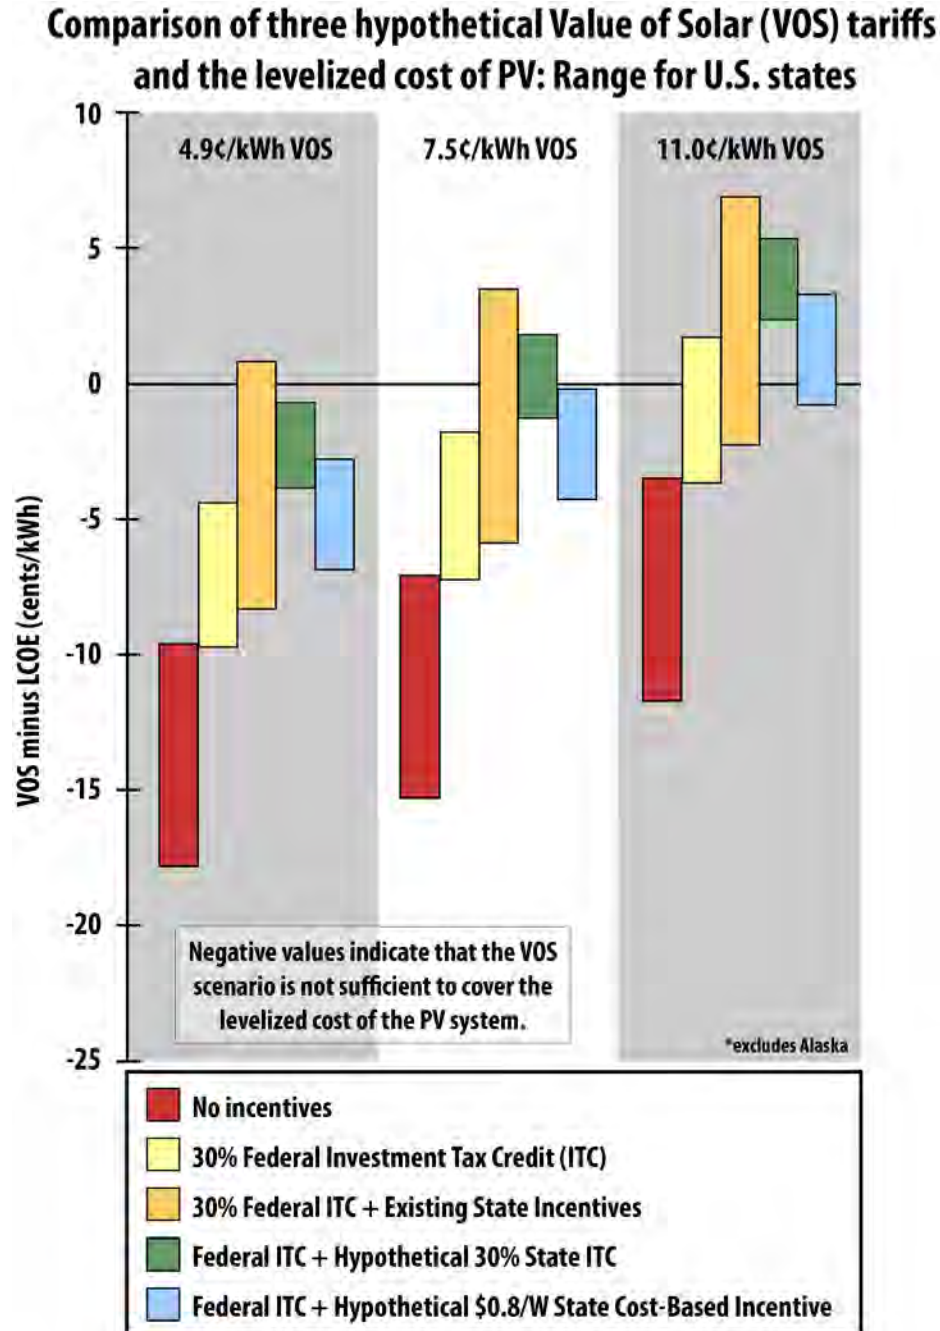 Comparison of three hypothetical Value of Solar (VOS) tariffs
and the levelized cost of PV: Range for U.S. states
10
4.9¢/kWh VOS
7.5¢/kWh VOS
11.0¢/kWh VOS
5
0
-5
VOS minus LCOE (cents/kWh)
-10
-15
-20
Negative values indicate that the VOS
scenario is not sufficient to cover the
levelized cost of the PV system.
*excludes Alaska
-25
No incentives
30% Federal Investment Tax Credit (ITC)
30% Federal ITC + Existing State Incentives
Federal ITC + Hypothetical 30% State ITC
Federal ITC + Hypothetical $0.8/W State Cost-Based Incentive